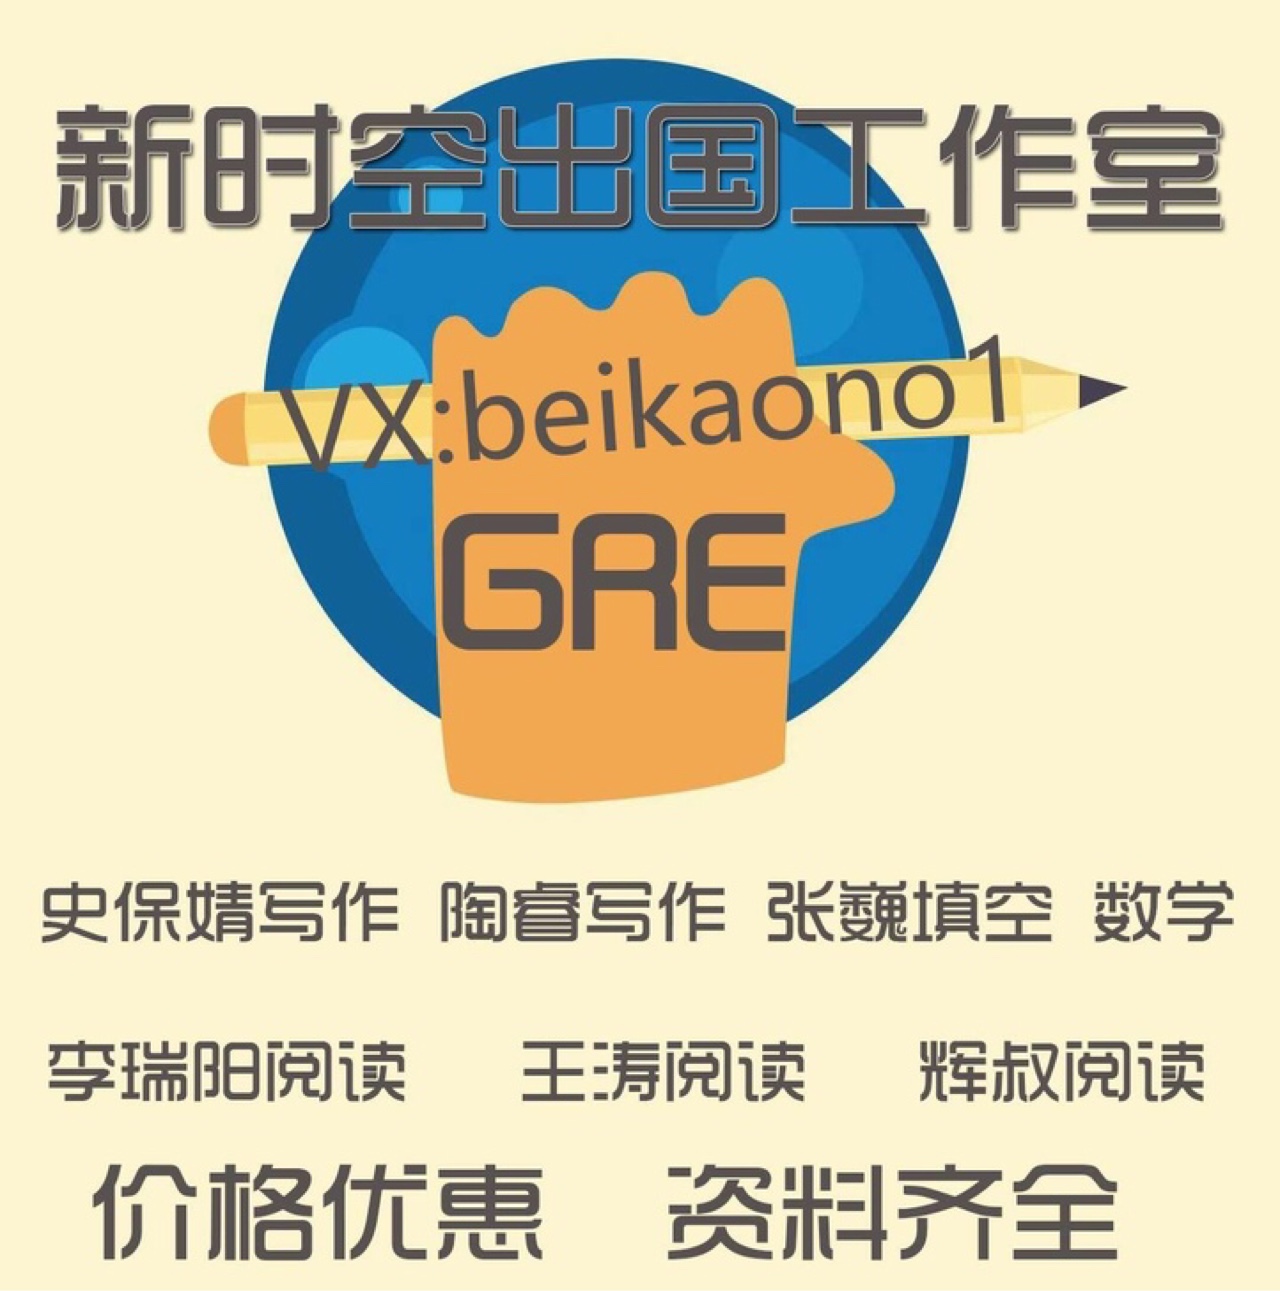 新时空出国工作室
VX:beikaono1
GRE
史保婧写作 陶睿写作 张巍填空 数学
李瑞阳阅读 王涛阅读 辉叔阅读
价格优惠 资料齐全